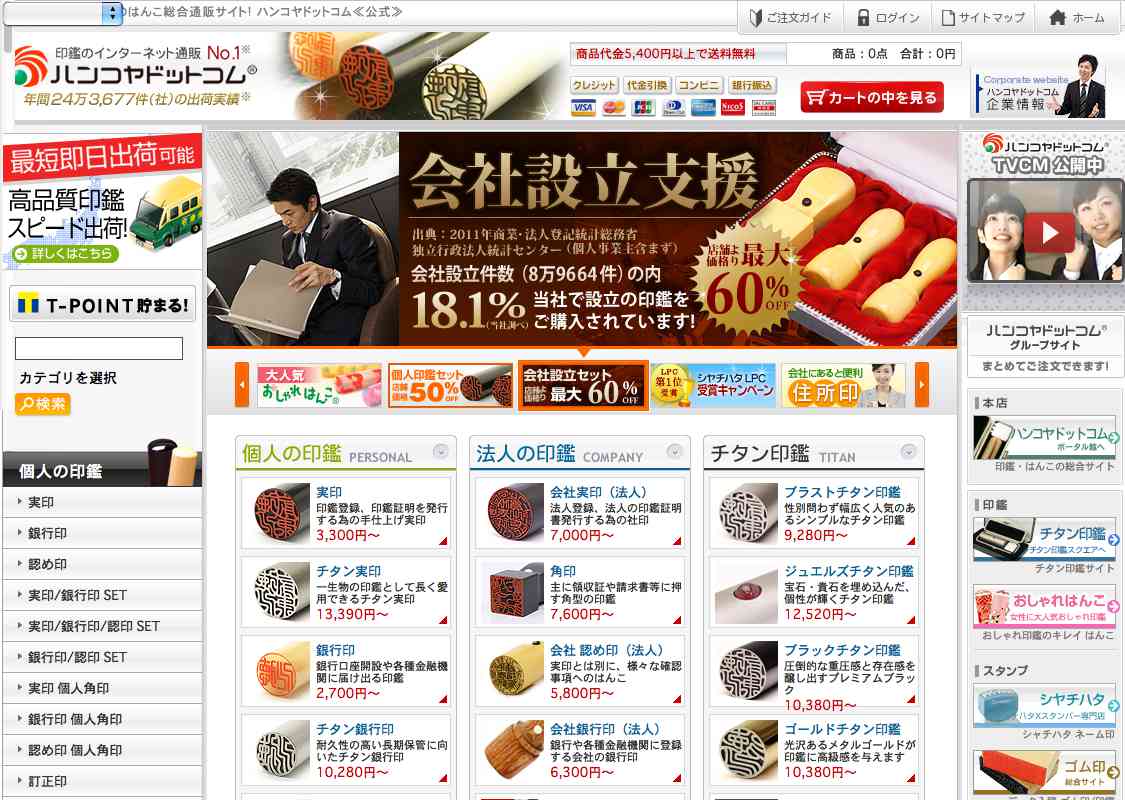 のはんこ総合通販サイト! ハンコヤドットコム≪公式≫
ご注文ガイド
ログイン
サイトマップ
ホーム
印鑑のインターネット通販 No.1※
ハンコヤドットコム®
年間24万3,677件(社)の出荷実績※
商品代金5,400円以上で送料無料
商品：0点 合計：0円
クレジット 代金引換 コンビニ 銀行振込
VISA MasterCard JCB
NICOS
カートの中を見る
Corporate website
ハンコヤドットコム
企業情報
最短即日出荷可能
高品質印鑑
スピード出荷!
詳しくはこちら
T-POINT貯まる!
カテゴリを選択
検索
個人の印鑑
実印
銀行印
認め印
実印/銀行印 SET
実印/銀行印/認印 SET
銀行印/認印 SET
実印 個人角印
銀行印 個人角印
認め印 個人角印
訂正印
会社設立支援
出典：2011年商業・法人登記統計総務省
独立行政法人統計センター（個人事業主含まず）
会社設立件数（8万9664件）の内
18.1%(当社調べ)
当社で設立の印鑑を
ご購入されています!
店舗より
価格
最大
60%
OFF
大人気
おしゃれはんこ®
個人印鑑セット
店舗価格 50%OFF
会社設立セット
店舗価格より 最大 60%OFF
LPC
第1位
受賞
シヤチハタ LPC
受賞キャンペーン
会社にあると便利
住所印
個人の印鑑 PERSONAL
実印
印鑑登録、印鑑証明を発行
する為の手仕上げ実印
3,300円～
チタン実印
一生物の印鑑として長く愛
用できるチタン実印
13,390円～
銀行印
銀行口座開設や各種金融機
関に届け出る印鑑
2,700円～
チタン銀行印
耐久性の高い長期保管に向
いたチタン銀行印
10,280円～
法人の印鑑 COMPANY
会社実印（法人）
法人登録、法人の印鑑証明
書発行する為の社印
7,000円～
角印
主に領収証や請求書等に押
す角型の印鑑
7,600円～
会社 認め印（法人）
実印とは別に、様々な確認
事項へのはんこ
5,800円～
会社銀行印（法人）
銀行や各種金融機関に登録
する会社の銀行印
6,300円～
チタン印鑑 TITAN
ブラストチタン印鑑
性別問わず幅広く人気のあ
るシンプルなチタン印鑑
9,280円～
ジュエルズチタン印鑑
宝石・貴石を埋め込んだ、
個性が輝くチタン印鑑
12,520円～
ブラックチタン印鑑
圧倒的な重圧感と存在感を
醸し出すプレミアムブラッ
ク
10,380円～
ゴールドチタン印鑑
光沢あるメタルゴールドが
印鑑に高級感を与えます
10,380円～
ハンコヤドットコム®
TVCM 公開中
ハンコヤドットコム®
グループサイト
まとめてご注文できます!
本店
ハンコヤドットコム
ポータル館へ
印鑑・はんこの総合サイト
印鑑
チタン印鑑
チタン印鑑スクエアへ
チタン印鑑サイト
おしゃれはんこ
女性に大人気おしゃれ印鑑
おしゃれ印鑑のキレイ はんこ
スタンプ
シヤチハタ
ハタXスタンパー専門店
シヤチハタ ネーム印
ゴム印
総合サイト